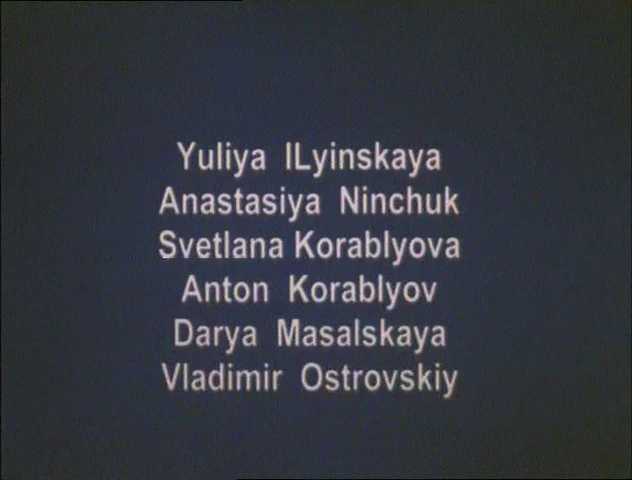 Yuliya ILyinskaya
Anastasiya Ninchuk
Svetlana Korablyova
Anton Korablyov
Darya Masalskaya
Vladimir Ostrovskiy